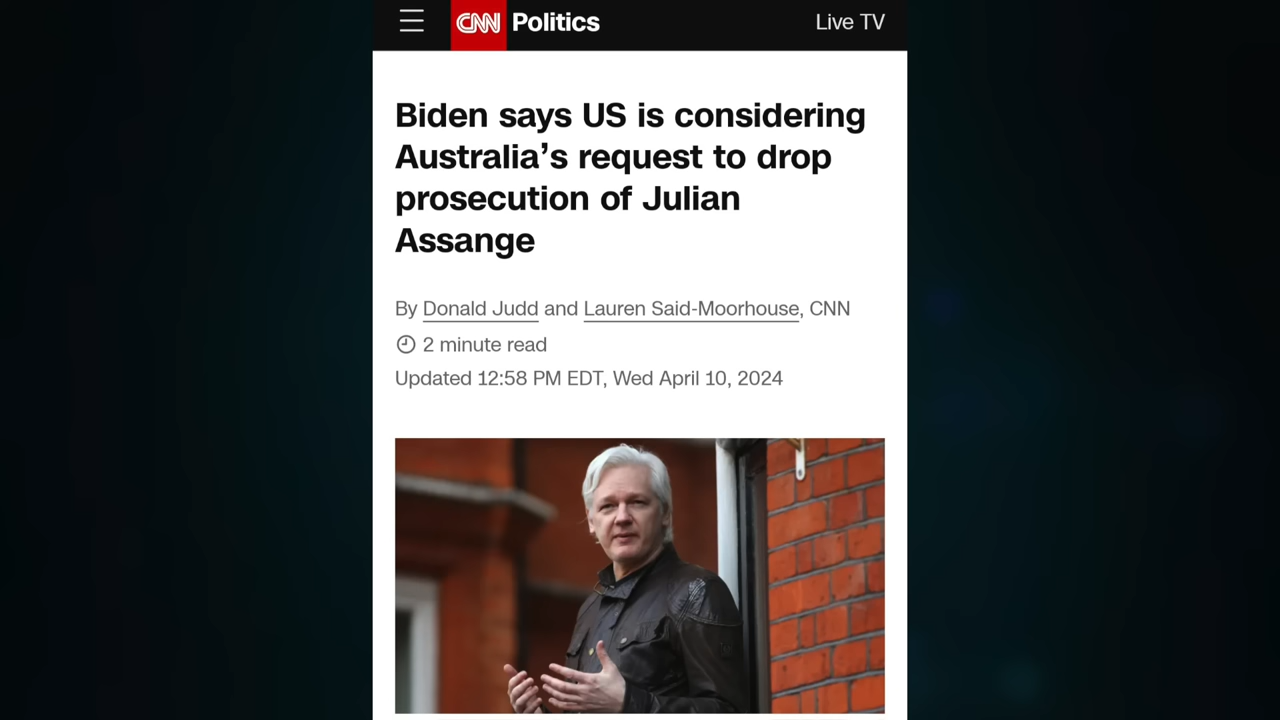 CNN Politics Live TV
Biden says US is considering
Australia’s request to drop
prosecution of Julian
Assange
By Donald Judd and Lauren Said-Moorhouse, CNN
2 minute read
Updated 12:58 PM EDT, Wed April 10, 2024